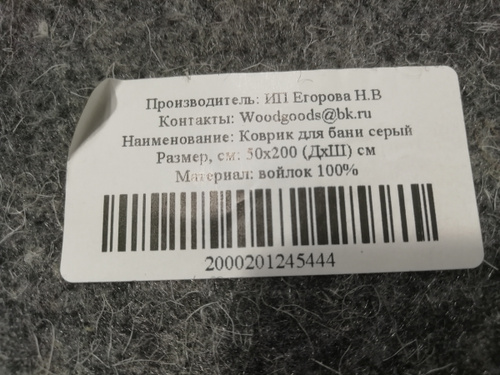 Производитель: ИП Егорова Н.В
Контакты: Woodgoods@bk.ru
Наименование: Коврик для бани серый
Размер, см: 50х200 (ДхШ) см
Материал: войлок 100%
2000201245444